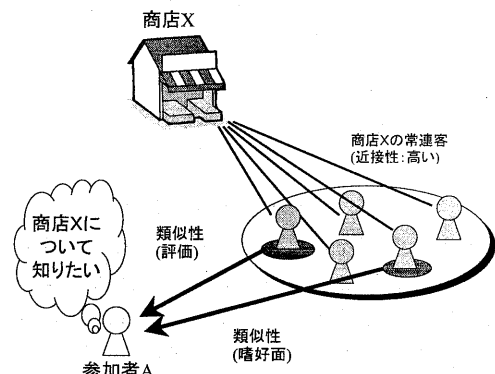 商店X
商店Xの常連客
(近接性:高い)
商店Xに
ついて
知りたい
類似性
(評価)
類似性
(嗜好面)
参加者A